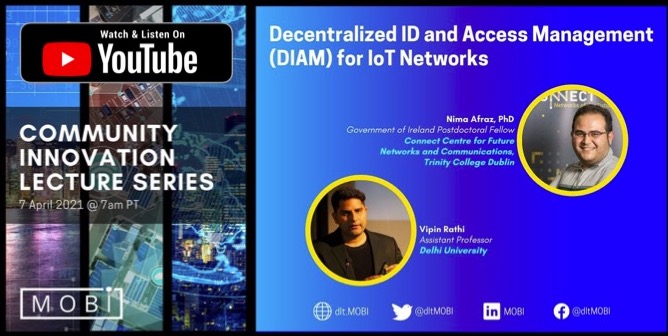 Watch & Listen On
YouTube
COMMUNITY
INNOVATION
LECTURE SERIES
7 April 2021 @ 7am PT
MOBI
Decentralized ID and Access Management
(DIAM) for IoT Networks
Nima Afraz, PhD
Government of Ireland Postdoctoral Fellow
Connect Centre for Future
Networks and Communications,
Trinity College Dublin
Vipin Rathi
Assistant Professor
Delhi University
dlt.MOBI
@dltMOBI
MOBI
@dltMOBI